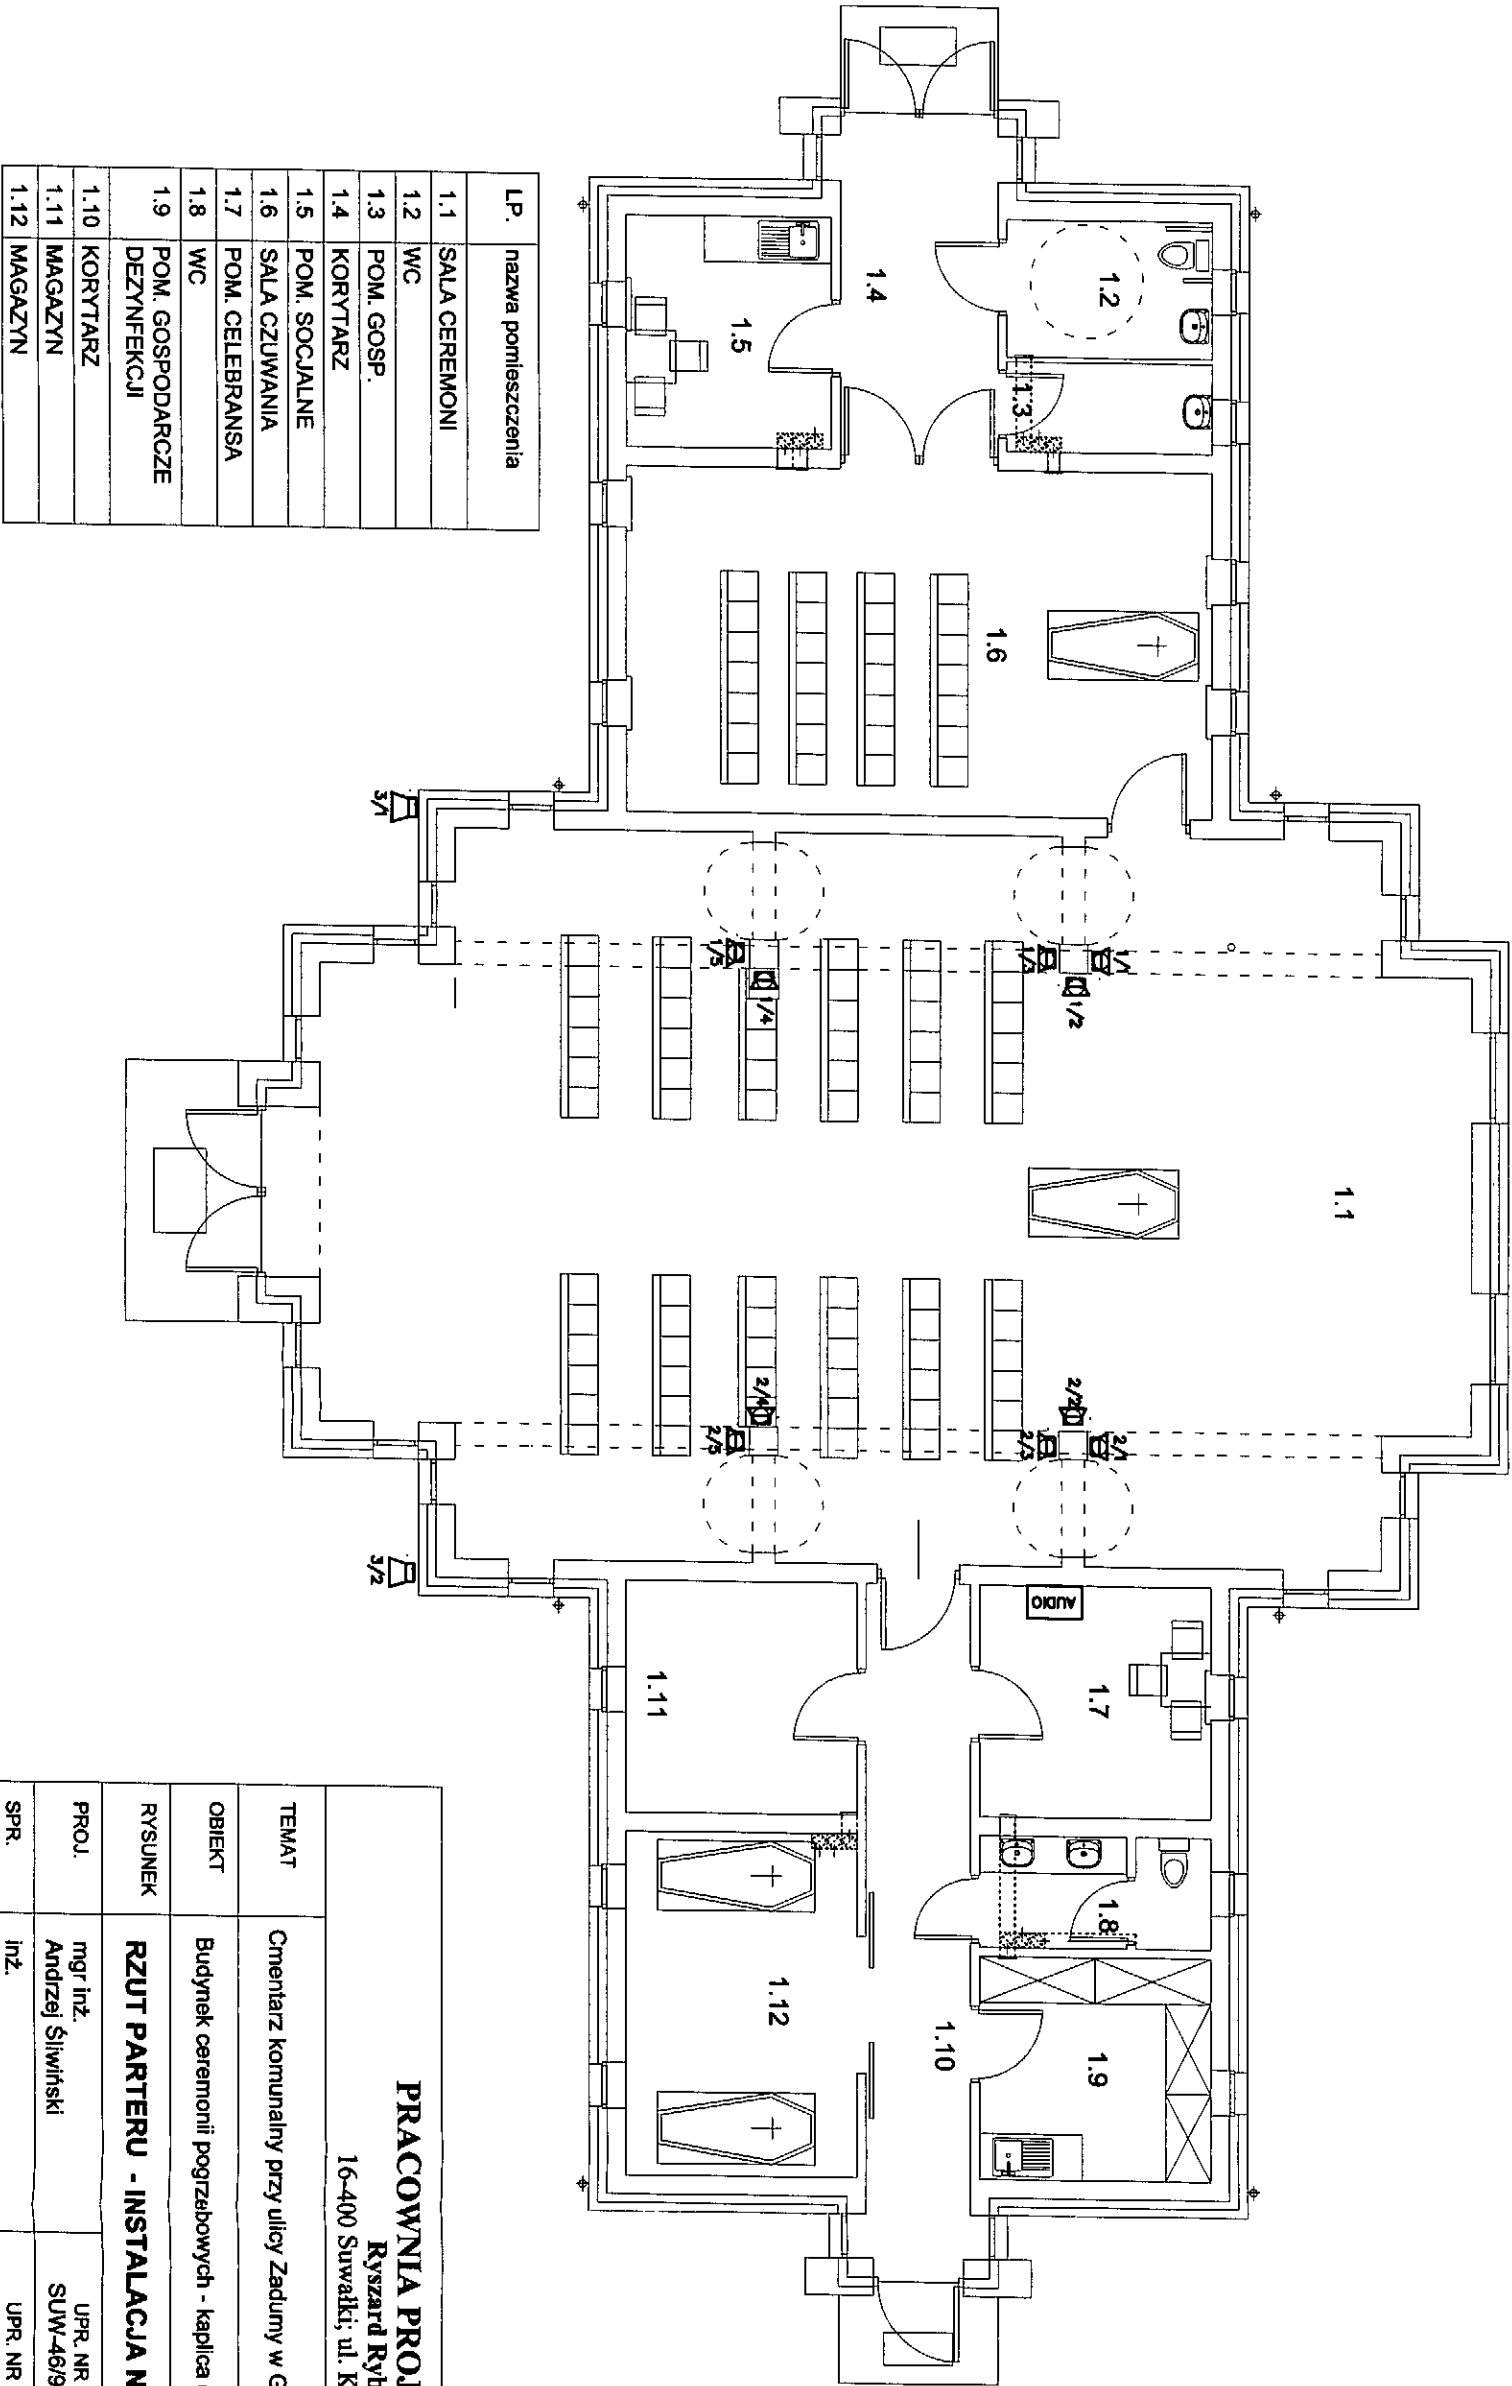 1.1
1.2
1.3
1.4
1.5
1.6
1.7
1.8
1.9
1.10
1.11
1.12
1/1
1/2
1/3
1/4
1/5
2/1
2/2
2/3
2/4
2/5
3/1
3/2
AUDIO
LP. nazwa pomieszczenia
1.1 SALA CEREMONI
1.2 WC
1.3 POM. GOSP.
1.4 KORYTARZ
1.5 POM. SOCJALNE
1.6 SALA CZUWANIA
1.7 POM. CELEBRANSA
1.8 WC
1.9 POM. GOSPODARCZE
DEZYNFEKCJI
1.10 KORYTARZ
1.11 MAGAZYN
1.12 MAGAZYN
PRACOWNIA
Ryszard
16-400 Suwałki; ul.
TEMAT Cmentarz komunalny przy ulicy Zadumy w
OBIEKT Budynek ceremonii pogrzebowych - kaplica
RYSUNEK RZUT PARTERU - INSTALACJA
PROJ. mgr inż. UPR. NR
Andrzej Śliwiński SUW-46/9
SPR. inż. UPR. NR